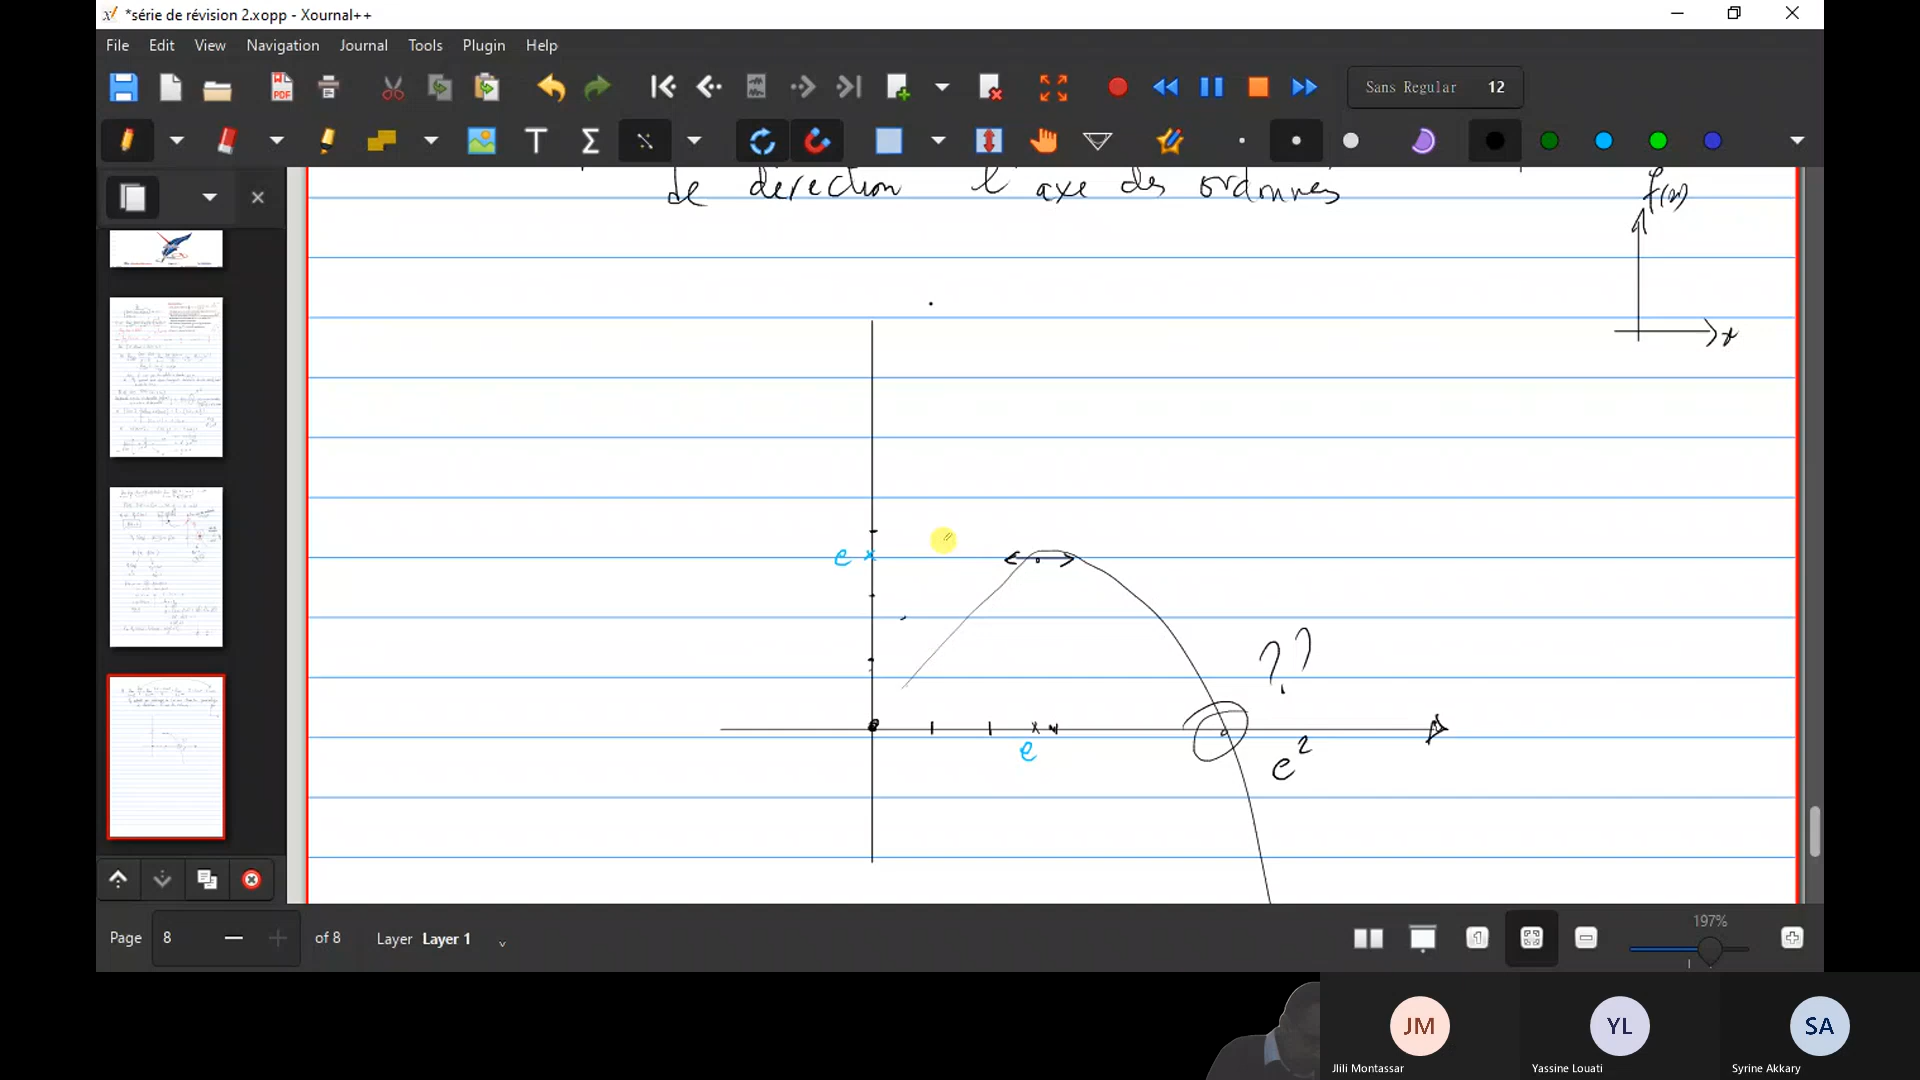 *série de révision 2.xopp - Xournal++
File Edit View Navigation Journal Tools Plugin Help
PDF
Sans Regular 12
T Σ
de direction l'axe des ordonnés
f(x)
x
e
??
e
e²
Page 8 of 8 Layer Layer 1
197%
JM YL SA
Jlili Montassar Yassine Louati Syrine Akkary